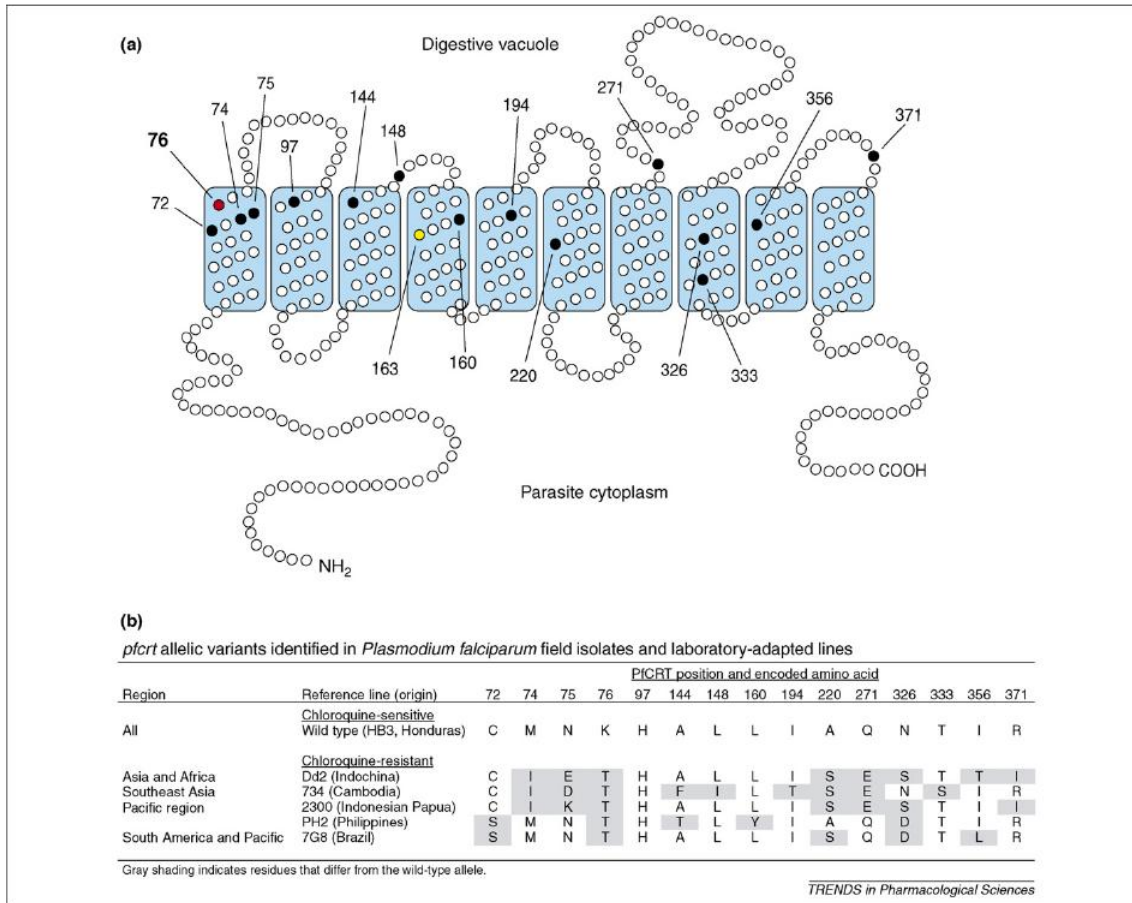 (a)
Digestive vacuole
75
74
144
271
356
194
371
148
76
97
72
163
160
220
326
333
COOH
Parasite cytoplasm
NH2
(b)
pfcrt allelic variants identified in Plasmodium falciparum field isolates and laboratory-adapted lines
PfCRT position and encoded amino acid
Region Reference line (origin) 72 74 75 76 97 144 148 160 194 220 271 326 333 356 371
Chloroquine-sensitive
All Wild type (HB3, Honduras) C M N K H A L L I A Q N T I R
Chloroquine-resistant
Asia and Africa Dd2 (Indochina) C I E T H A L L I S E S T T I
Southeast Asia 734 (Cambodia) C I D T H F I L T S E N S I R
Pacific region 2300 (Indonesian Papua) C I K T H A L L I S E S T I I
PH2 (Philippines) S M N T H T L Y I A Q D T I R
South America and Pacific 7G8 (Brazil) S M N T H A L L I S Q D T L R
Gray shading indicates residues that differ from the wild-type allele.
TRENDS in Pharmacological Sciences